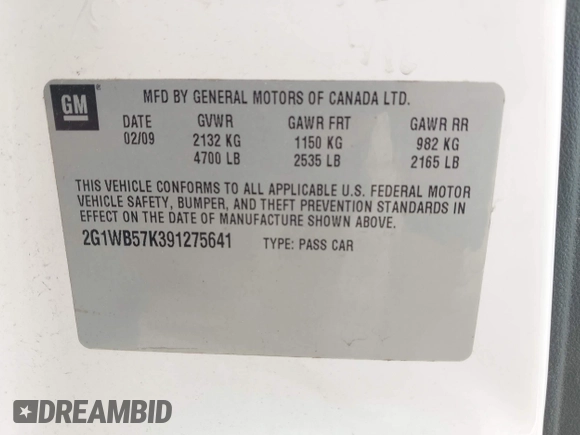 GM
MFD BY GENERAL MOTORS OF CANADA LTD.
DATE GVWR GAWR FRT GAWR RR
02/09 2132 KG 1150 KG 982 KG
4700 LB 2535 LB 2165 LB
THIS VEHICLE CONFORMS TO ALL APPLICABLE U.S. FEDERAL MOTOR
VEHICLE SAFETY, BUMPER, AND THEFT PREVENTION STANDARDS IN
EFFECT ON THE DATE OF MANUFACTURE SHOWN ABOVE.
2G1WB57K391275641 TYPE: PASS CAR
DREAMBID